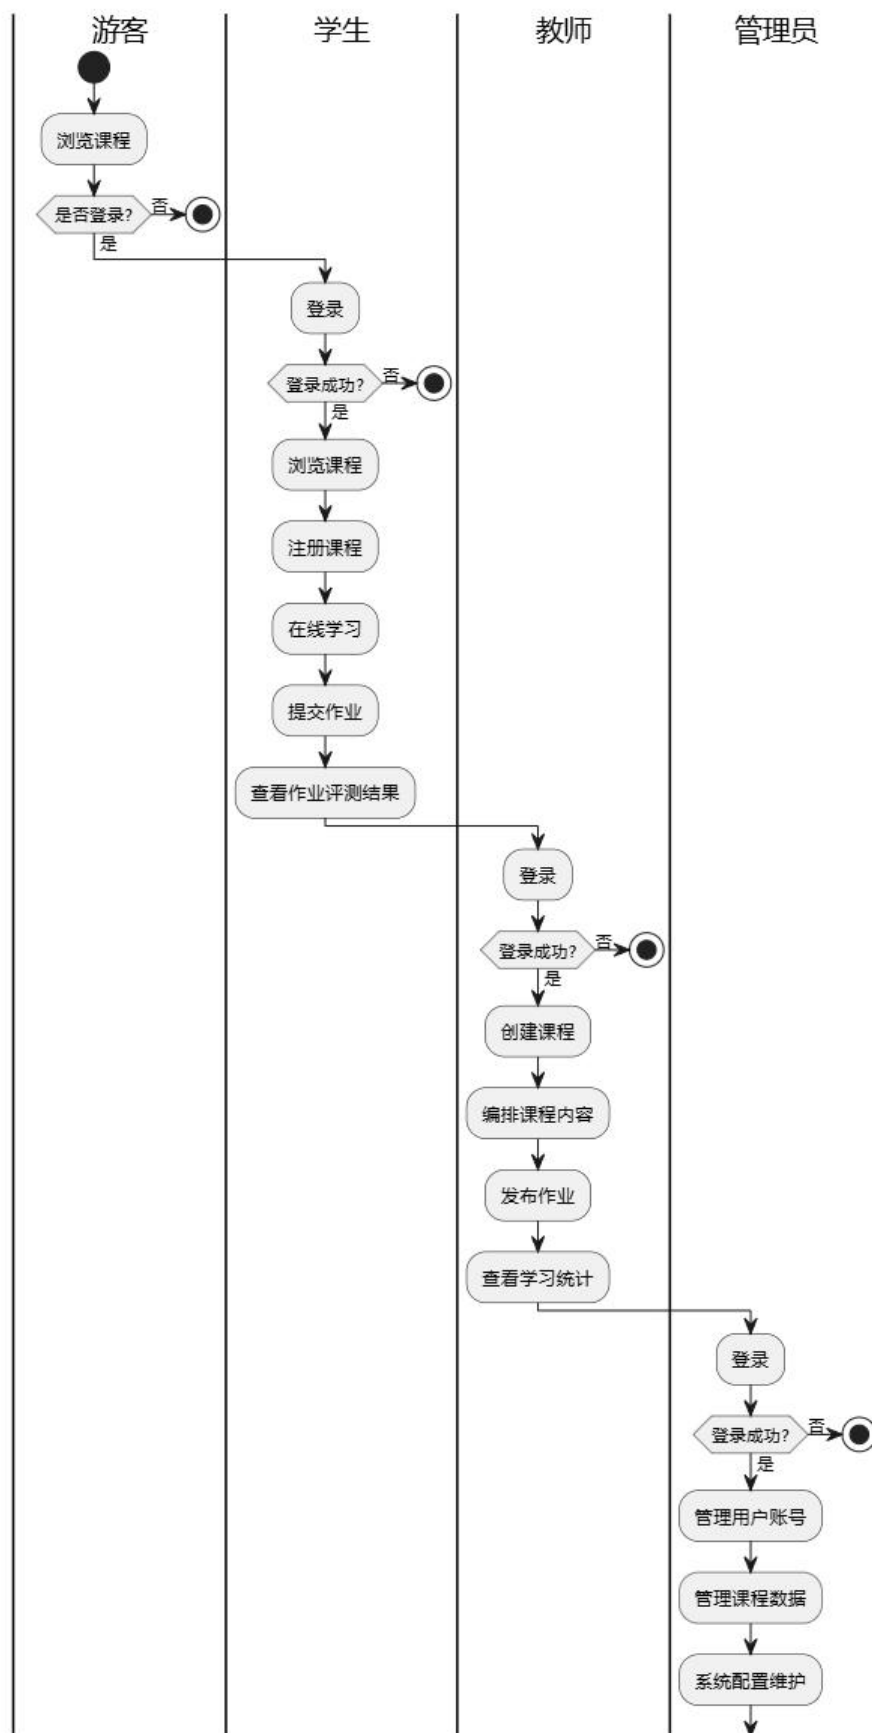 游客 学生 教师 管理员
浏览课程
是否登录? 否
是
登录
登录成功? 否
是
浏览课程
注册课程
在线学习
提交作业
查看作业评测结果
登录
登录成功? 否
是
创建课程
编排课程内容
发布作业
查看学习统计
登录
登录成功? 否
是
管理用户账号
管理课程数据
系统配置维护